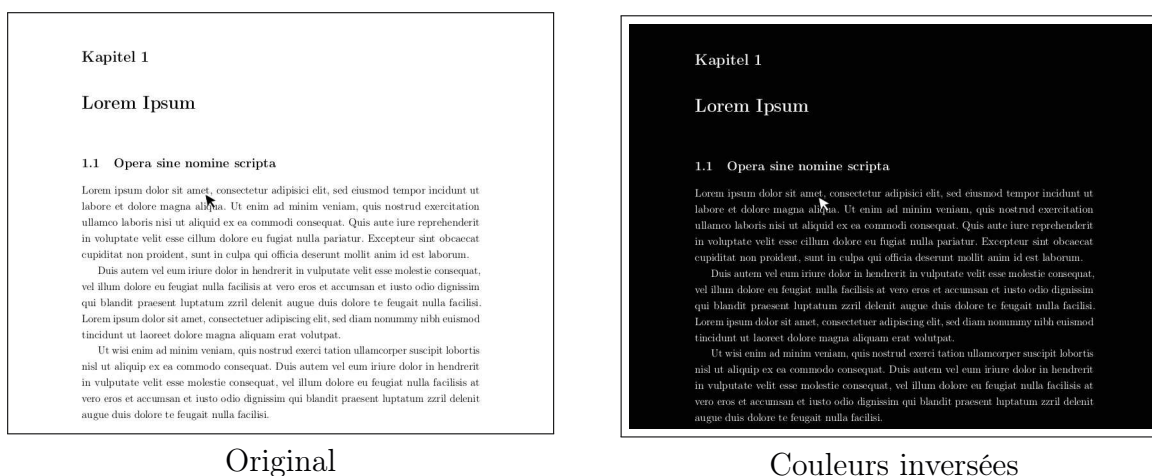 Kapitel 1
Lorem Ipsum
1.1 Opera sine nomine scripta
Lorem ipsum dolor sit amet, consectetur adipisici elit, sed eiusmod tempor incidunt ut
labore et dolore magna aliqua. Ut enim ad minim veniam, quis nostrud exercitation
ullamco laboris nisi ut aliquid ex ea commodi consequat. Quis aute iure reprehenderit
in voluptate velit esse cillum dolore eu fugiat nulla pariatur. Excepteur sint obcaecat
cupiditat non proident, sunt in culpa qui officia deserunt mollit anim id est laborum.
Duis autem vel eum iriure dolor in hendrerit in vulputate velit esse molestie consequat,
vel illum dolore eu feugiat nulla facilisis at vero eros et accumsan et iusto odio dignissim
qui blandit praesent luptatum zzril delenit augue duis dolore te feugait nulla facilisi.
Lorem ipsum dolor sit amet, consectetuer adipiscing elit, sed diam nonummy nibh euismod
tincidunt ut laoreet dolore magna aliquam erat volutpat.
Ut wisi enim ad minim veniam, quis nostrud exerci tation ullamcorper suscipit lobortis
nisl ut aliquip ex ea commodo consequat. Duis autem vel eum iriure dolor in hendrerit
in vulputate velit esse molestie consequat, vel illum dolore eu feugiat nulla facilisis at
vero eros et accumsan et iusto odio dignissim qui blandit praesent luptatum zzril delenit
augue duis dolore te feugait nulla facilisi.
Original
Kapitel 1
Lorem Ipsum
1.1 Opera sine nomine scripta
Lorem ipsum dolor sit amet, consectetur adipisici elit, sed eiusmod tempor incidunt ut
labore et dolore magna aliqua. Ut enim ad minim veniam, quis nostrud exercitation
ullamco laboris nisi ut aliquid ex ea commodi consequat. Quis aute iure reprehenderit
in voluptate velit esse cillum dolore eu fugiat nulla pariatur. Excepteur sint obcaecat
cupiditat non proident, sunt in culpa qui officia deserunt mollit anim id est laborum.
Duis autem vel eum iriure dolor in hendrerit in vulputate velit esse molestie consequat,
vel illum dolore eu feugiat nulla facilisis at vero eros et accumsan et iusto odio dignissim
qui blandit praesent luptatum zzril delenit augue duis dolore te feugait nulla facilisi.
Lorem ipsum dolor sit amet, consectetuer adipiscing elit, sed diam nonummy nibh euismod
tincidunt ut laoreet dolore magna aliquam erat volutpat.
Ut wisi enim ad minim veniam, quis nostrud exerci tation ullamcorper suscipit lobortis
nisl ut aliquip ex ea commodo consequat. Duis autem vel eum iriure dolor in hendrerit
in vulputate velit esse molestie consequat, vel illum dolore eu feugiat nulla facilisis at
vero eros et accumsan et iusto odio dignissim qui blandit praesent luptatum zzril delenit
augue duis dolore te feugait nulla facilisi.
Couleurs inversées